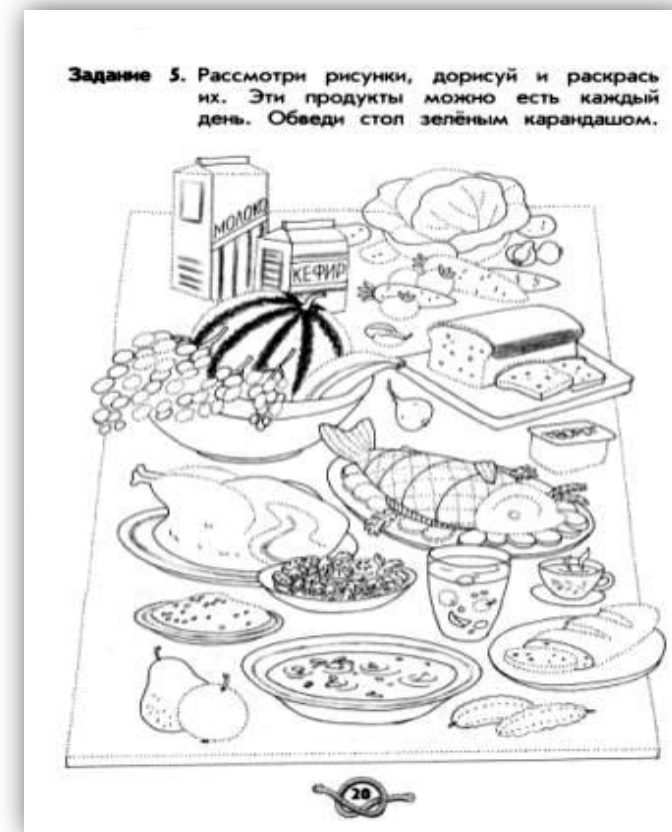 Задание 5. Рассмотри рисунки, дорисуй и раскрась
их. Эти продукты можно есть каждый
день. Обведи стол зелёным карандашом.
МОЛОКО
КЕФИР
20